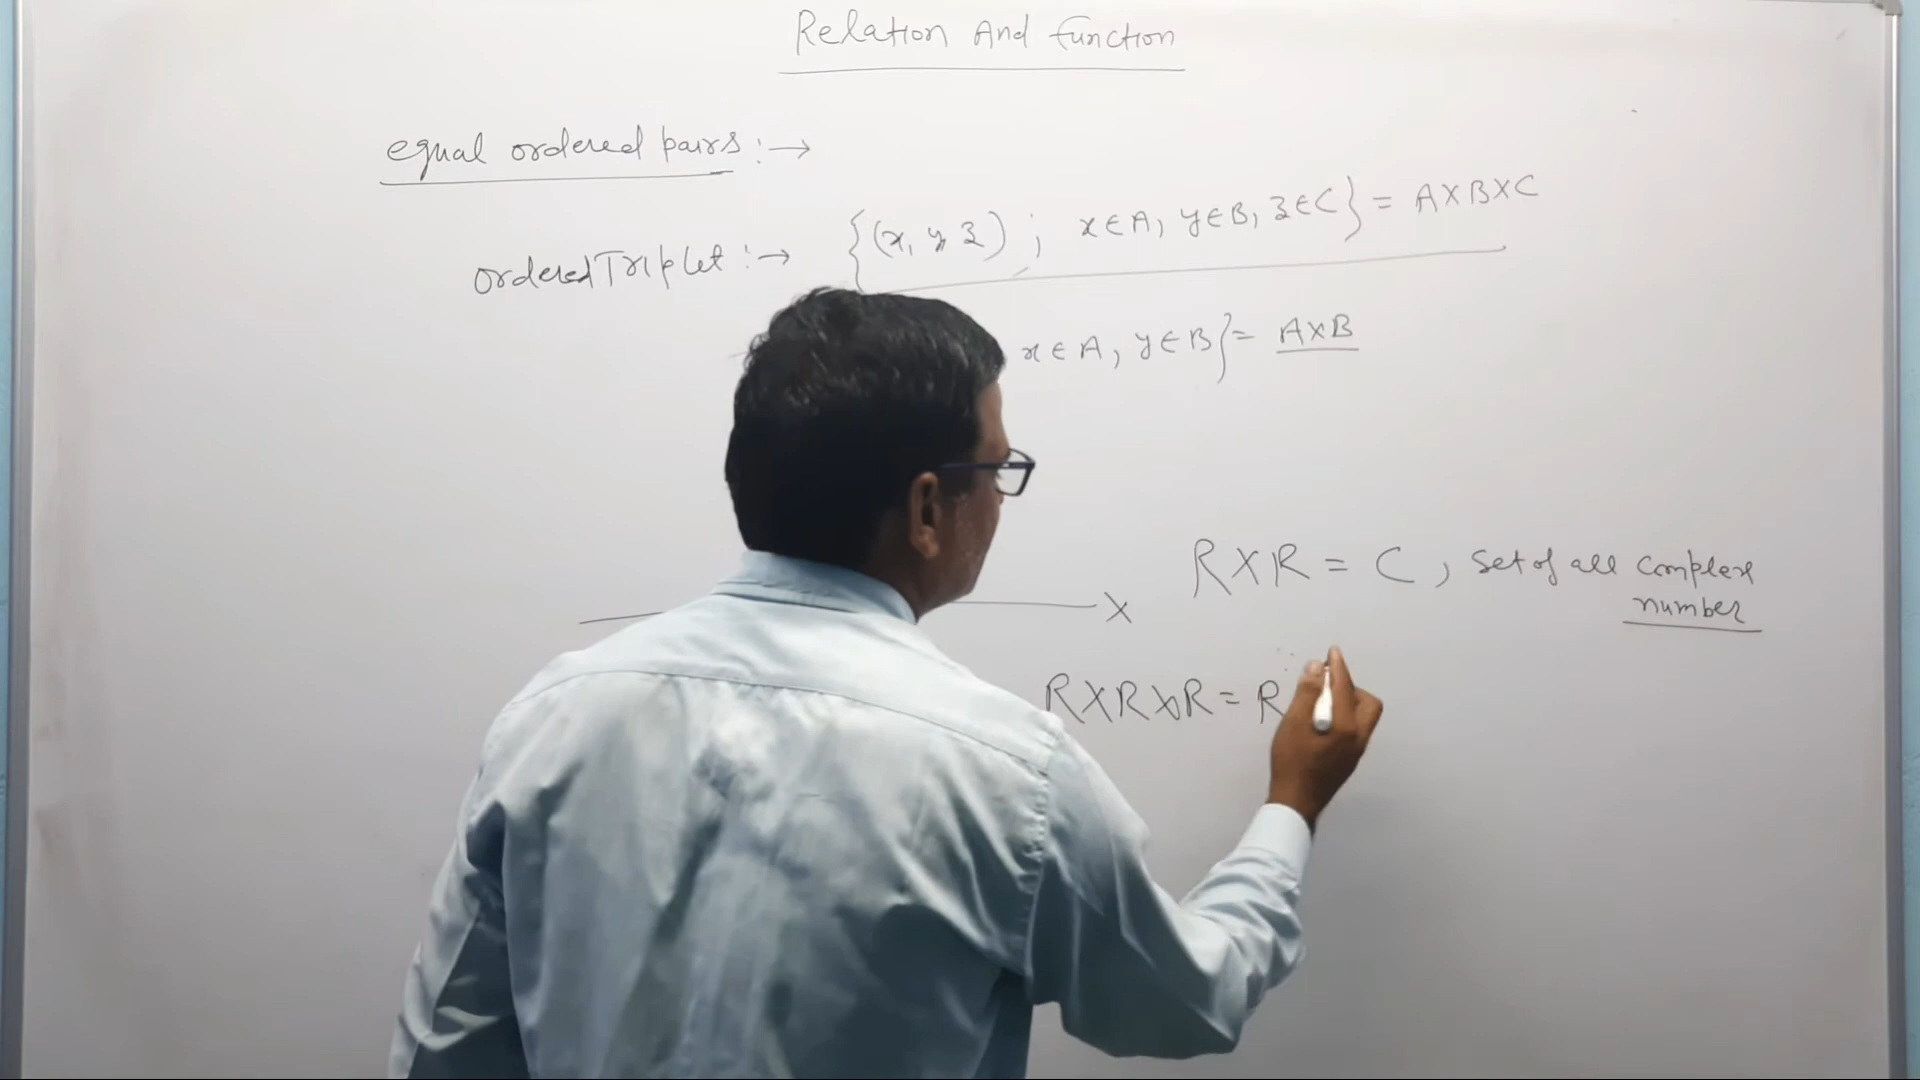 Relation And Function
equal ordered pairs :→
ordered Triplet :→ {(x, y z) ; x∈A, y∈B, z∈C} = A×B×C
x∈A, y∈B} = A×B
R×R = C, Set of all complex
number
X
R×R×R = R